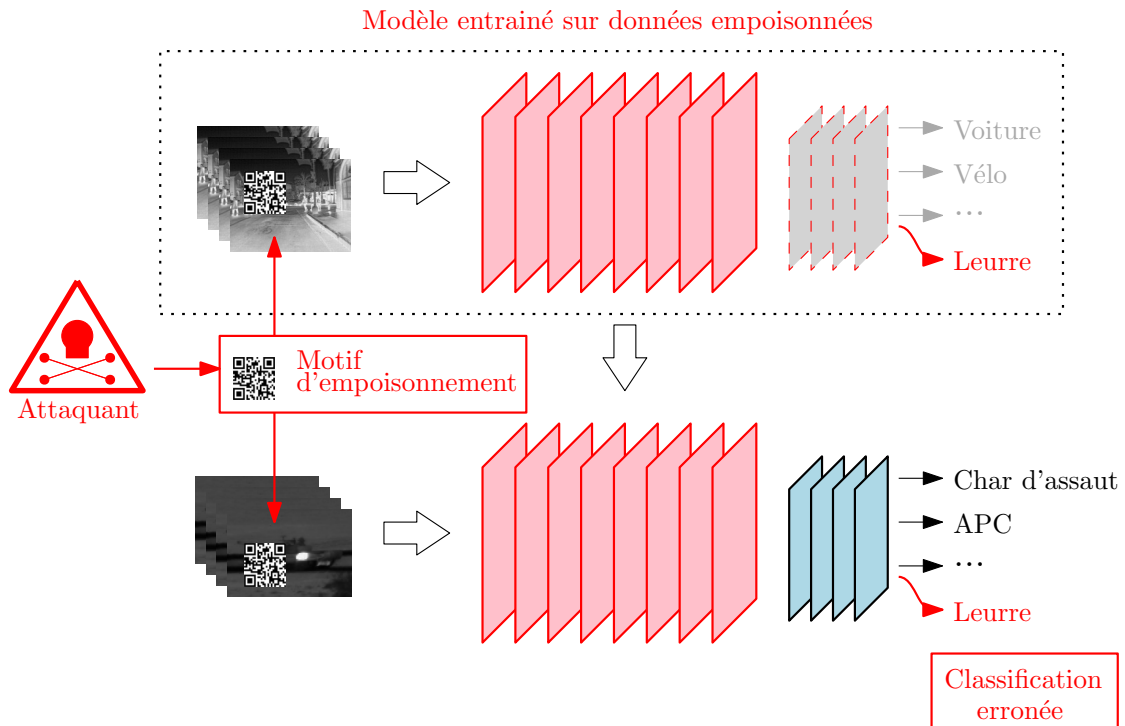 Modèle entrainé sur données empoisonnées
Voiture
Vélo
...
Leurre
Motif
d'empoisonnement
Attaquant
Char d'assaut
APC
...
Leurre
Classification
erronée